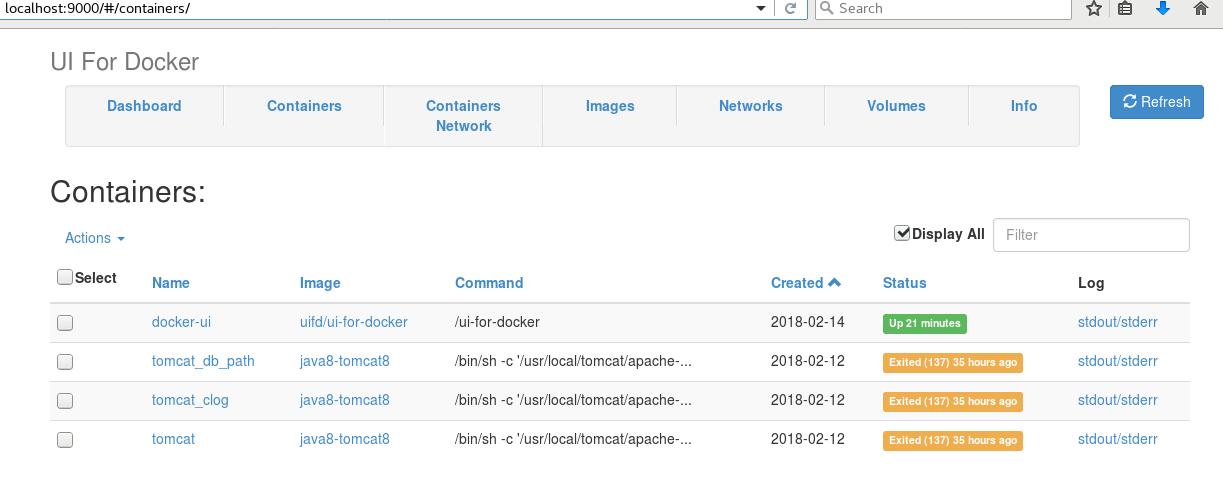 localhost:9000/#/containers/ Search
UI For Docker
Dashboard Containers Containers Network Images Networks Volumes Info Refresh
Containers:
Actions Display All Filter
Select Name Image Command Created Status Log
docker-ui uifd/ui-for-docker /ui-for-docker 2018-02-14 Up 21 minutes stdout/stderr
tomcat_db_path java8-tomcat8 /bin/sh -c '/usr/local/tomcat/apache-... 2018-02-12 Exited (137) 35 hours ago stdout/stderr
tomcat_clog java8-tomcat8 /bin/sh -c '/usr/local/tomcat/apache-... 2018-02-12 Exited (137) 35 hours ago stdout/stderr
tomcat java8-tomcat8 /bin/sh -c '/usr/local/tomcat/apache-... 2018-02-12 Exited (137) 35 hours ago stdout/stderr